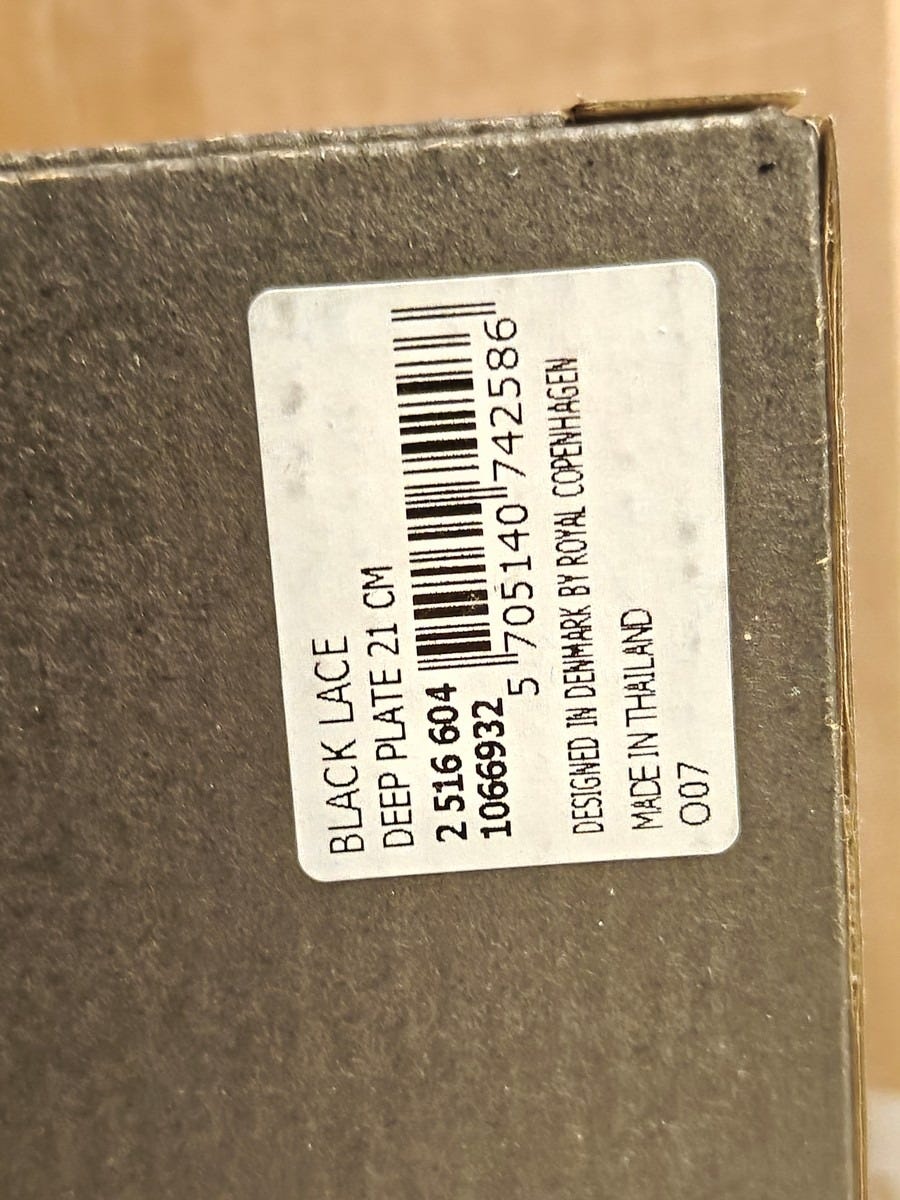 BLACK LACE
DEEP PLATE 21 CM
2 516 604
1066932
5 705140 742586
DESIGNED IN DENMARK BY ROYAL COPENHAGEN
MADE IN THAILAND
O07